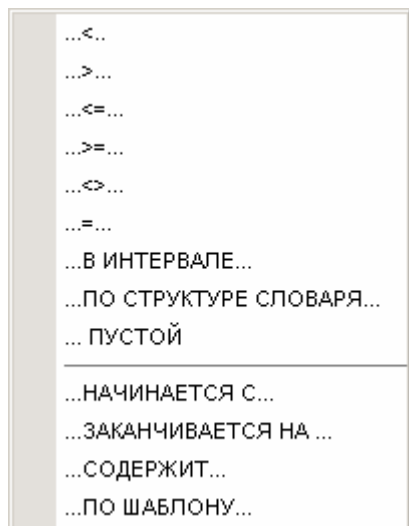 ...<..
...>...
...<=...
...>=...
...<>...
...=...
...В ИНТЕРВАЛЕ...
...ПО СТРУКТУРЕ СЛОВАРЯ...
... ПУСТОЙ
...НАЧИНАЕТСЯ С...
...ЗАКАНЧИВАЕТСЯ НА ...
...СОДЕРЖИТ...
...ПО ШАБЛОНУ...